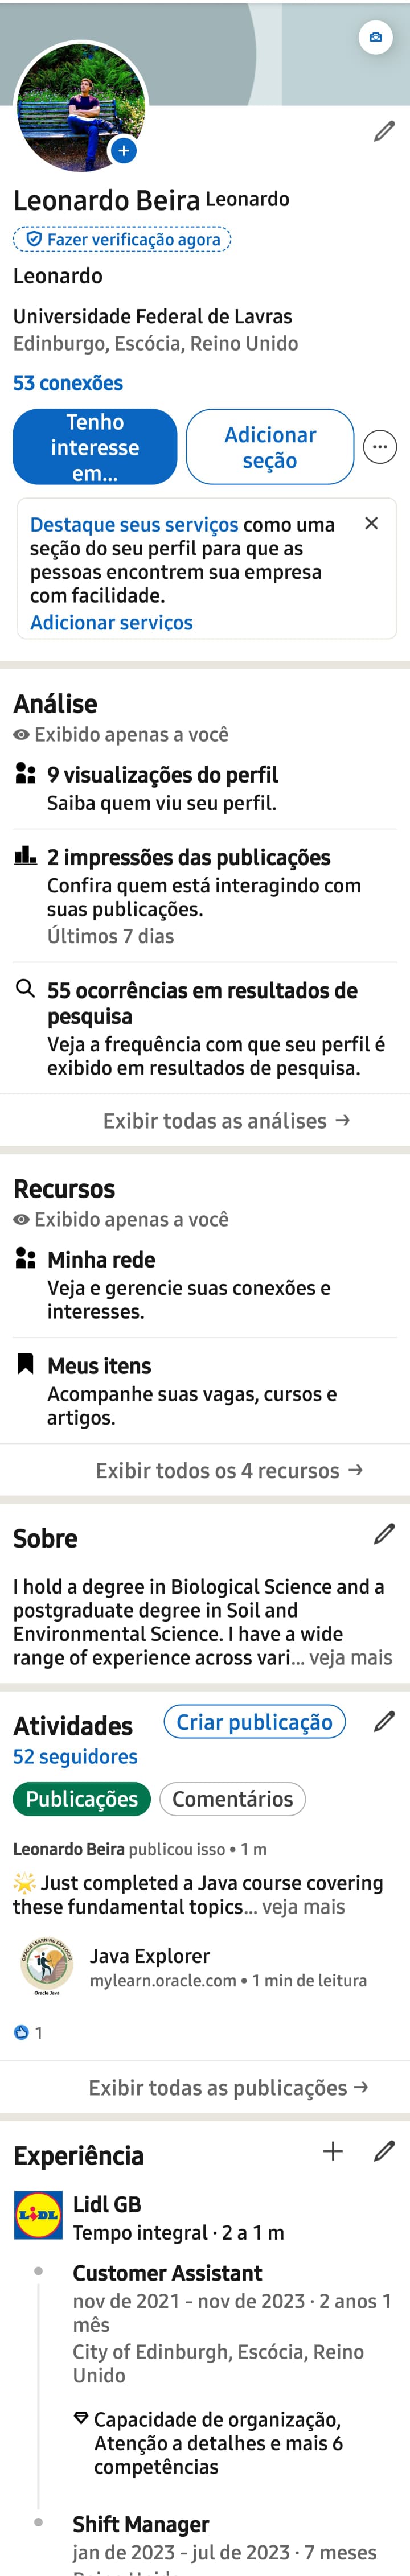 Leonardo Beira Leonardo
Fazer verificação agora
Leonardo
Universidade Federal de Lavras
Edinburgo, Escócia, Reino Unido
53 conexões
Tenho
interesse
em...
Adicionar
seção
Destaque seus serviços como uma
seção do seu perfil para que as
pessoas encontrem sua empresa
com facilidade.
Adicionar serviços
Análise
Exibido apenas a você
9 visualizações do perfil
Saiba quem viu seu perfil.
2 impressões das publicações
Confira quem está interagindo com
suas publicações.
Últimos 7 dias
55 ocorrências em resultados de
pesquisa
Veja a frequência com que seu perfil é
exibido em resultados de pesquisa.
Exibir todas as análises →
Recursos
Exibido apenas a você
Minha rede
Veja e gerencie suas conexões e
interesses.
Meus itens
Acompanhe suas vagas, cursos e
artigos.
Exibir todos os 4 recursos →
Sobre
I hold a degree in Biological Science and a
postgraduate degree in Soil and
Environmental Science. I have a wide
range of experience across vari... veja mais
Atividades
Criar publicação
52 seguidores
Publicações
Comentários
Leonardo Beira publicou isso • 1 m
🌟 Just completed a Java course covering
these fundamental topics... veja mais
ORACLE LEARNING EXPLORER
Oracle Java
Java Explorer
mylearn.oracle.com • 1 min de leitura
1
Exibir todas as publicações →
Experiência
LIDL
Lidl GB
Tempo integral · 2 a 1 m
Customer Assistant
nov de 2021 - nov de 2023 · 2 anos 1
mês
City of Edinburgh, Escócia, Reino
Unido
Capacidade de organização,
Atenção a detalhes e mais 6
competências
Shift Manager
jan de 2023 - jul de 2023 · 7 meses